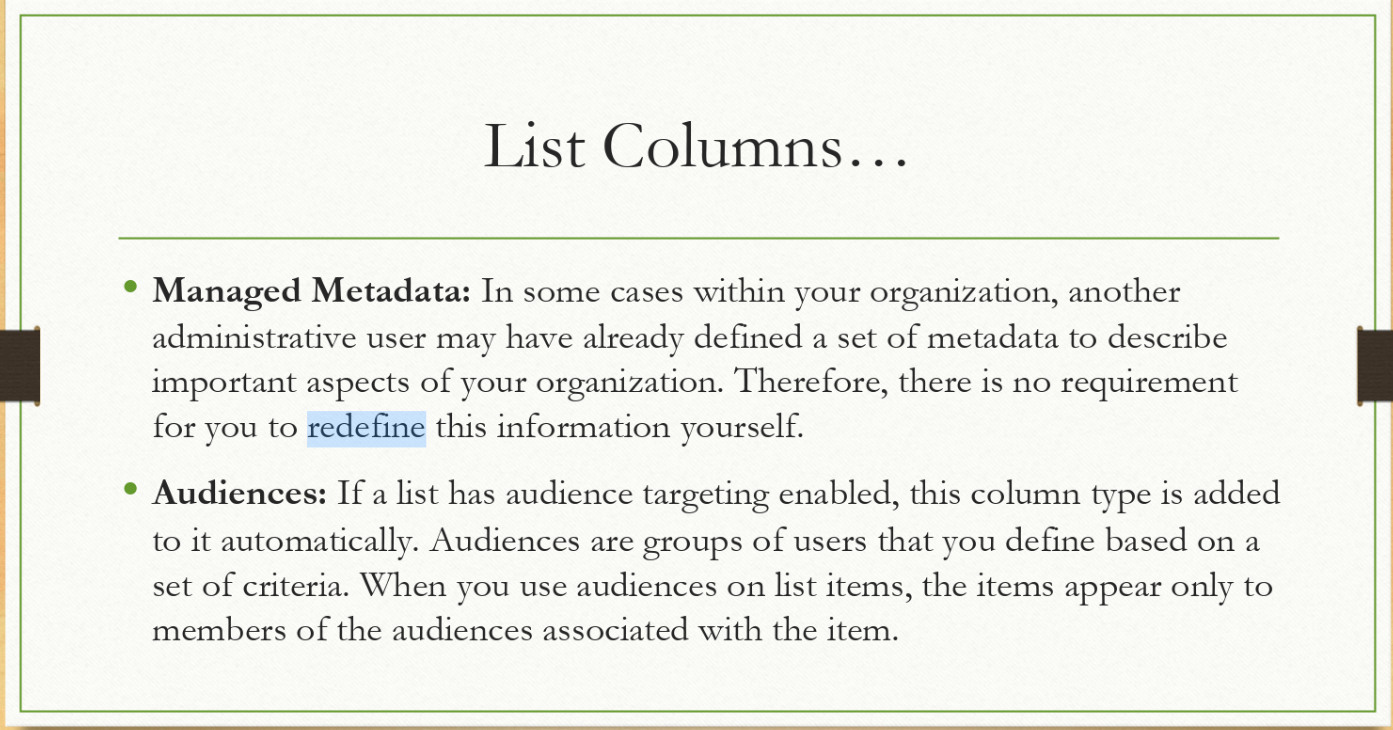 List Columns…
• Managed Metadata: In some cases within your organization, another
administrative user may have already defined a set of metadata to describe
important aspects of your organization. Therefore, there is no requirement
for you to redefine this information yourself.
• Audiences: If a list has audience targeting enabled, this column type is added
to it automatically. Audiences are groups of users that you define based on a
set of criteria. When you use audiences on list items, the items appear only to
members of the audiences associated with the item.